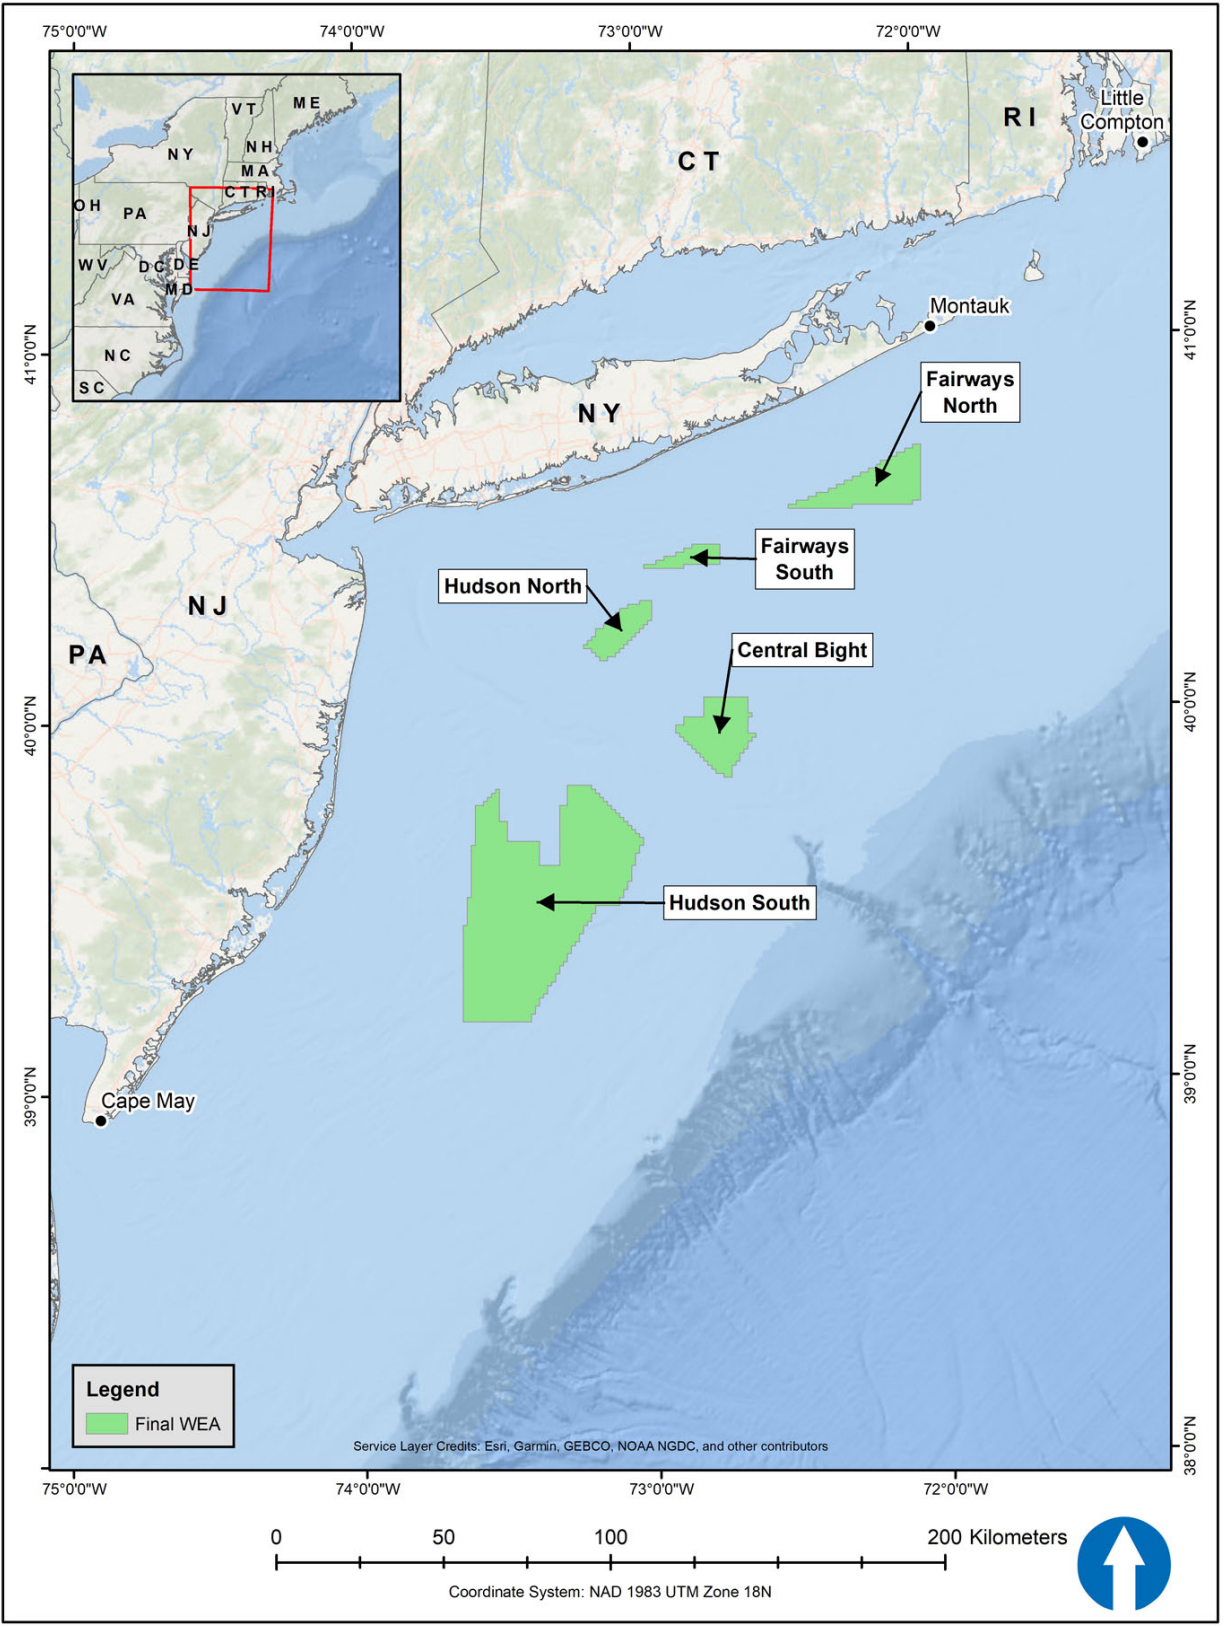 75°0'0"W
74°0'0"W
73°0'0"W
72°0'0"W
VT
ME
NY
NH
MA
CT RI
OH
PA
NJ
WV
DC
DE
MD
VA
NC
SC
CT
RI
Little
Compton
Montauk
41°0'0"N
41°0'0"N
Fairways
North
NY
Fairways
South
Hudson North
NJ
PA
Central Bight
40°0'0"N
40°0'0"N
Hudson South
39°0'0"N
39°0'0"N
Cape May
Legend
Final WEA
Service Layer Credits: Esri, Garmin, GEBCO, NOAA NGDC, and other contributors
38°0'0"N
75°0'0"W
74°0'0"W
73°0'0"W
72°0'0"W
0
50
100
200 Kilometers
Coordinate System: NAD 1983 UTM Zone 18N